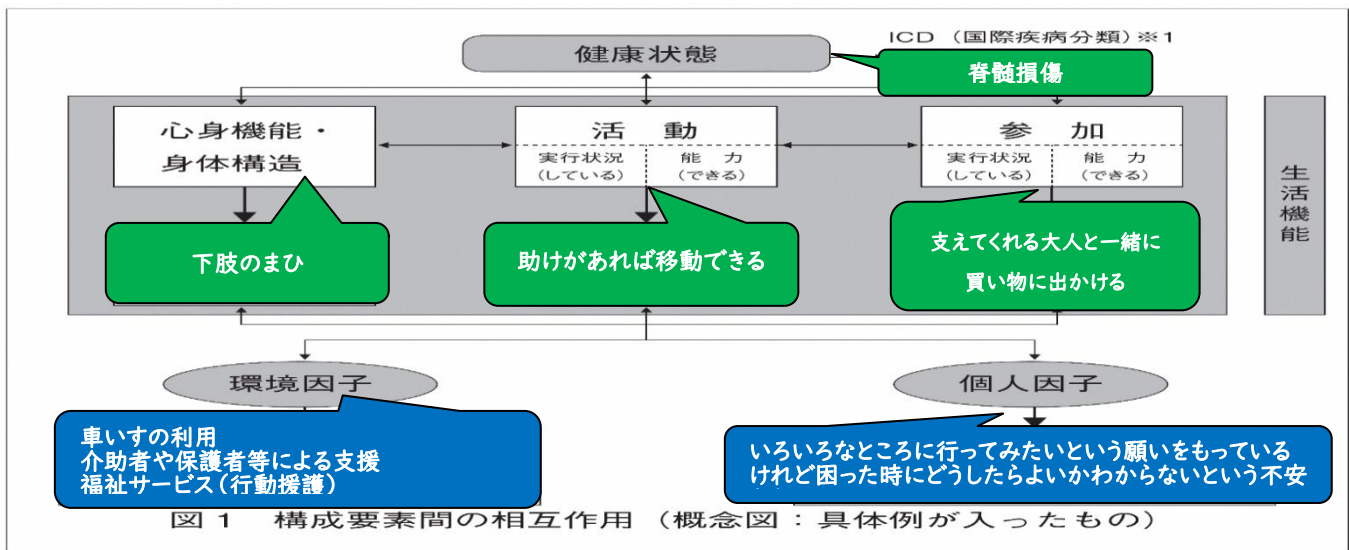 健康状態
ICD（国際疾病分類）※1
脊髄損傷
心身機能・
身体構造
活　動
実行状況
(している)
能　力
(できる)
参　加
実行状況
(している)
能　力
(できる)
生活機能
下肢のまひ
助けがあれば移動できる
支えてくれる大人と一緒に
買い物に出かける
環境因子
個人因子
車いすの利用
介助者や保護者等による支援
福祉サービス（行動援護）
いろいろなところに行ってみたいという願いをもっている
けれど困った時にどうしたらよいかわからないという不安
図１　構成要素間の相互作用（概念図：具体例が入ったもの）